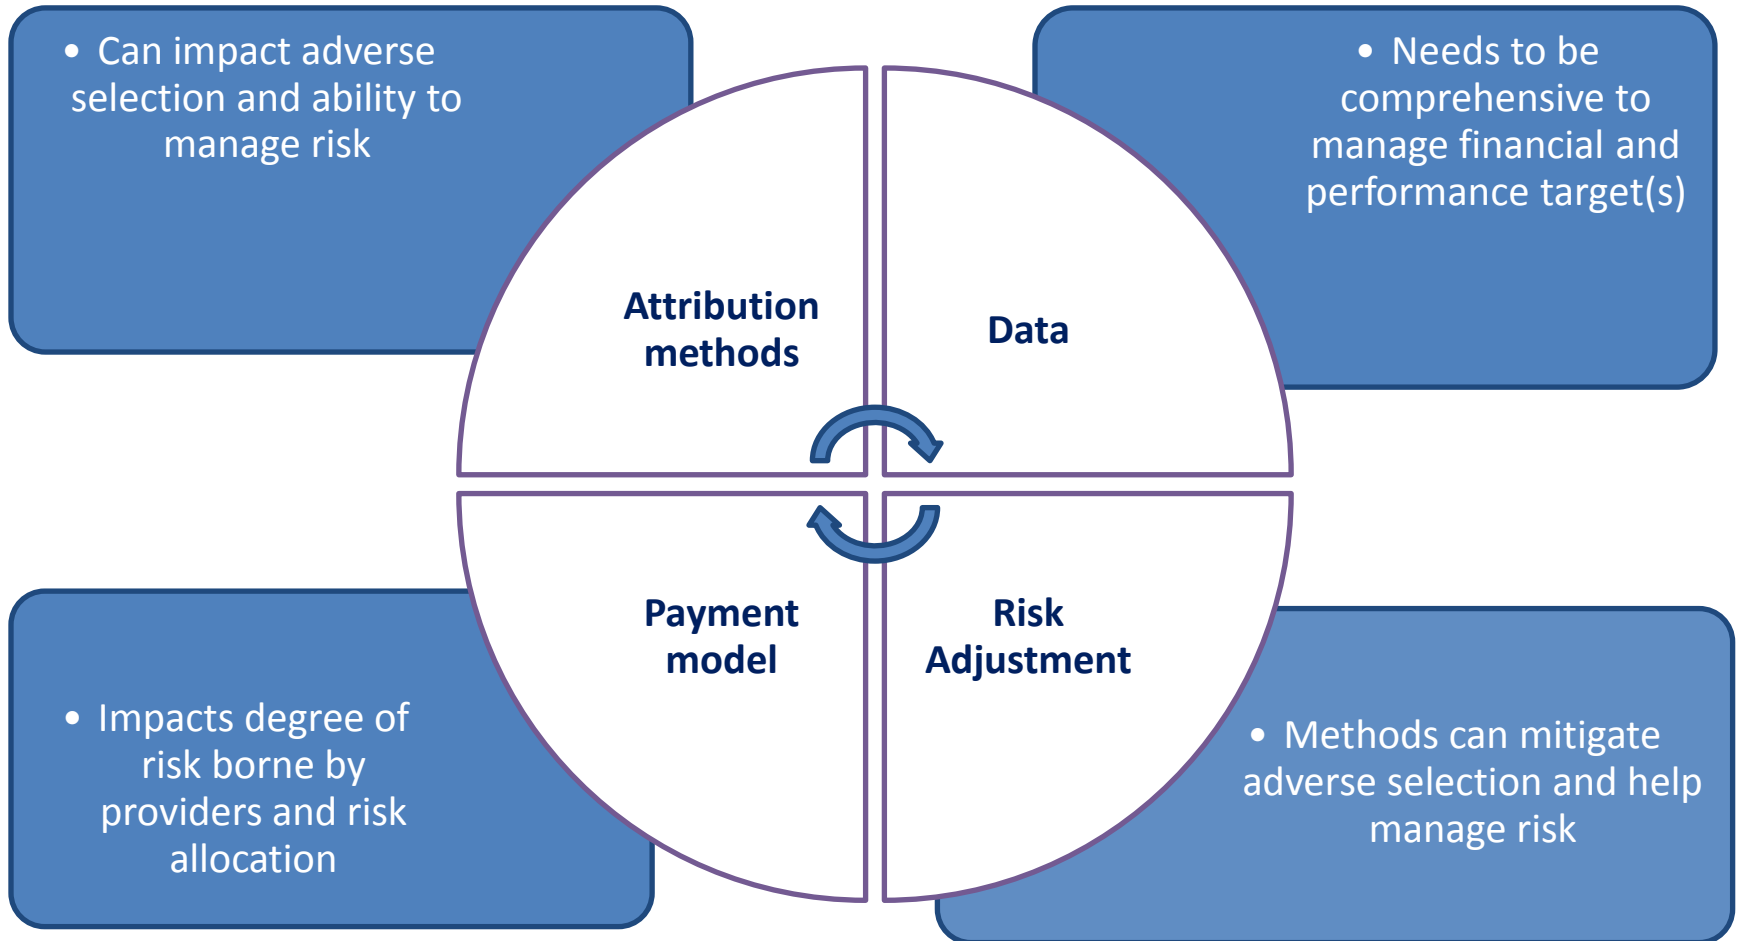 • Can impact adverse
selection and ability to
manage risk
• Needs to be
comprehensive to
manage financial and
performance target(s)
Attribution
methods
Data
Payment
model
Risk
Adjustment
• Impacts degree of
risk borne by
providers and risk
allocation
• Methods can mitigate
adverse selection and help
manage risk